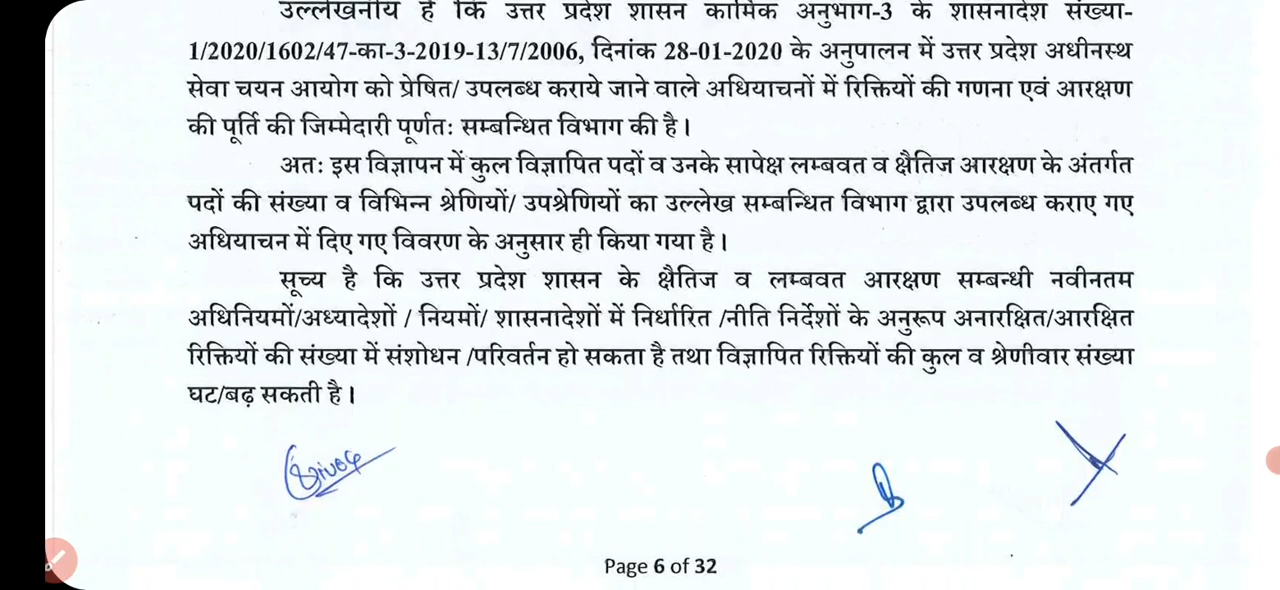 उल्लेखनीय है कि उत्तर प्रदेश शासन कार्मिक अनुभाग-3 के शासनादेश संख्या-
1/2020/1602/47-का-3-2019-13/7/2006, दिनांक 28-01-2020 के अनुपालन में उत्तर प्रदेश अधीनस्थ
सेवा चयन आयोग को प्रेषित/ उपलब्ध कराये जाने वाले अधियाचनों में रिक्तियों की गणना एवं आरक्षण
की पूर्ति की जिम्मेदारी पूर्णतः सम्बन्धित विभाग की है।
अतः इस विज्ञापन में कुल विज्ञापित पदों व उनके सापेक्ष लम्बवत व क्षैतिज आरक्षण के अंतर्गत
पदों की संख्या व विभिन्न श्रेणियों/ उपश्रेणियों का उल्लेख सम्बन्धित विभाग द्वारा उपलब्ध कराए गए
अधियाचन में दिए गए विवरण के अनुसार ही किया गया है।
सूच्य है कि उत्तर प्रदेश शासन के क्षैतिज व लम्बवत आरक्षण सम्बन्धी नवीनतम
अधिनियमों/अध्यादेशों / नियमों/ शासनादेशों में निर्धारित /नीति निर्देशों के अनुरूप अनारक्षित/आरक्षित
रिक्तियों की संख्या में संशोधन /परिवर्तन हो सकता है तथा विज्ञापित रिक्तियों की कुल व श्रेणीवार संख्या
घट/बढ़ सकती है।
Page 6 of 32